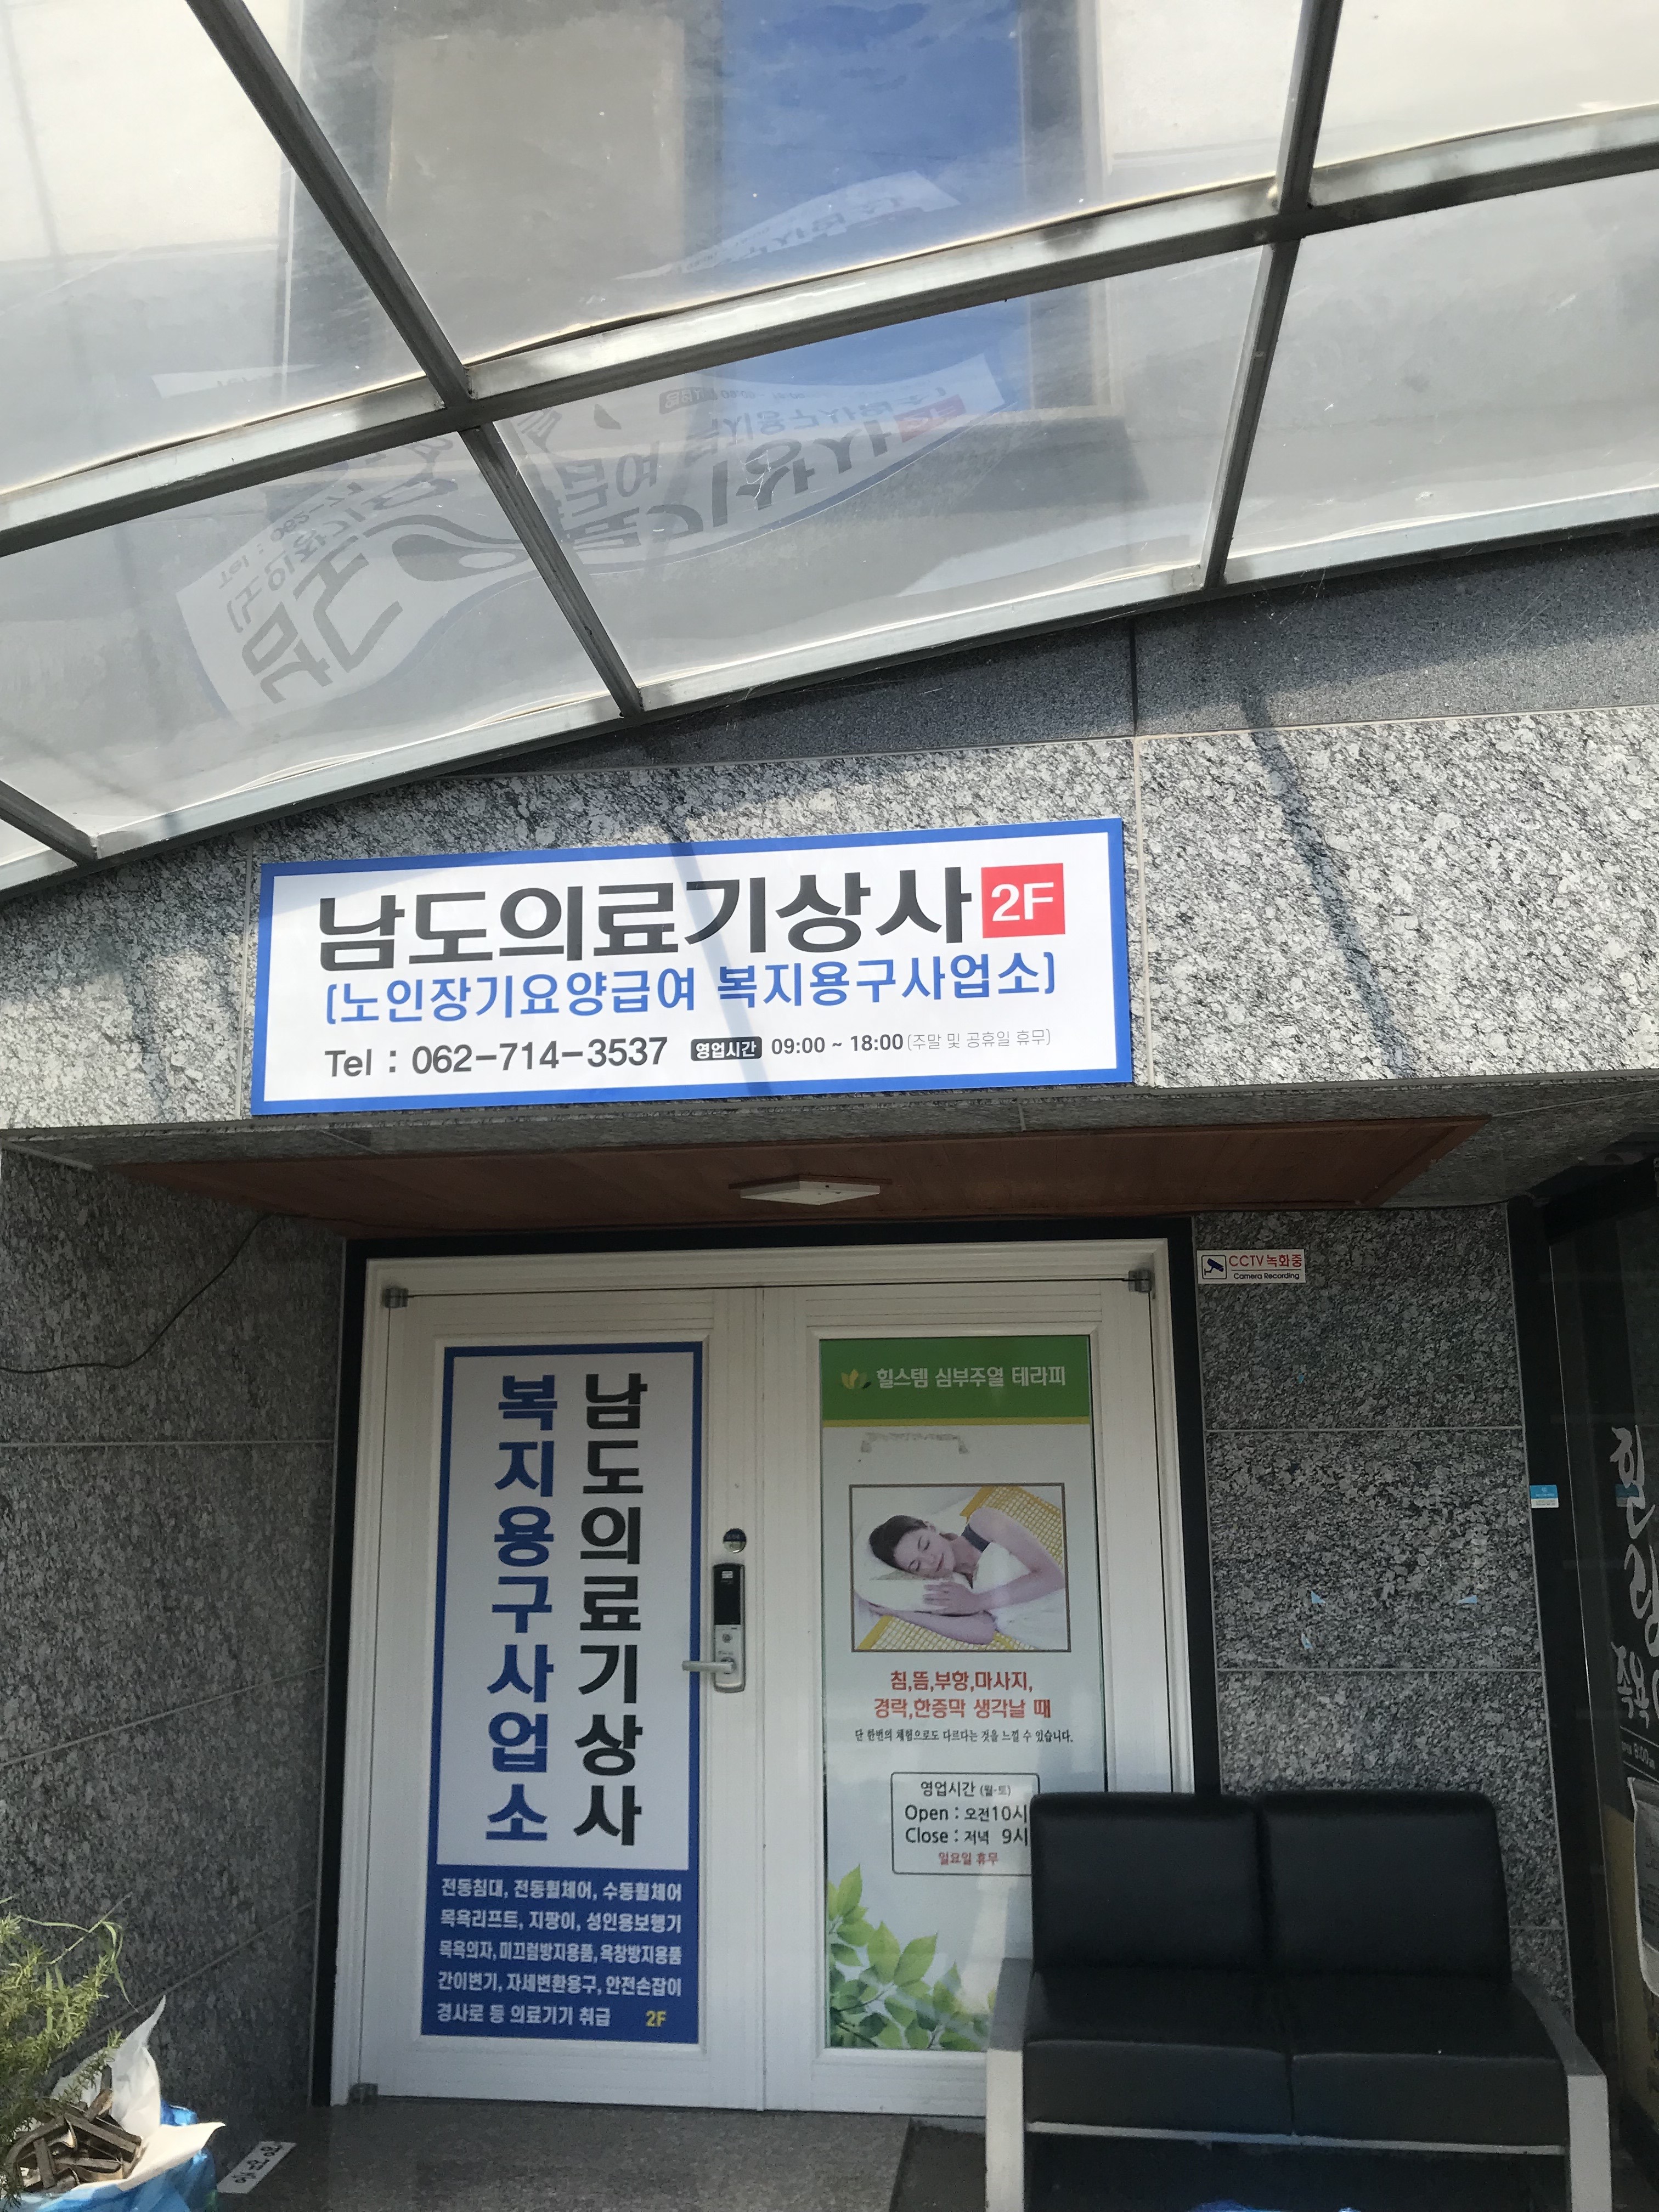 남도의료기상사 2F
[노인장기요양급여 복지용구사업소]
Tel : 062-714-3537 영업시간 09:00 ~ 18:00 (주말 및 공휴일 휴무)
CCTV 녹화중
Camera Recording
남도의료기상사
복지용구사업소
전동침대, 전동휠체어, 수동휠체어
목욕리프트, 지팡이, 성인용보행기
목욕의자, 미끄럼방지용품, 욕창방지용품
간이변기, 자세변환용구, 안전손잡이
경사로 등 의료기기 취급 2F
힐스템 심부주열 테라피
침,뜸,부항,마사지,
경락,한증막 생각날 때
단 한번의 체험으로도 다르다는 것을 느낄 수 있습니다.
영업시간 (월-토)
Open : 오전10시
Close : 저녁 9시
일요일 휴무
힐링